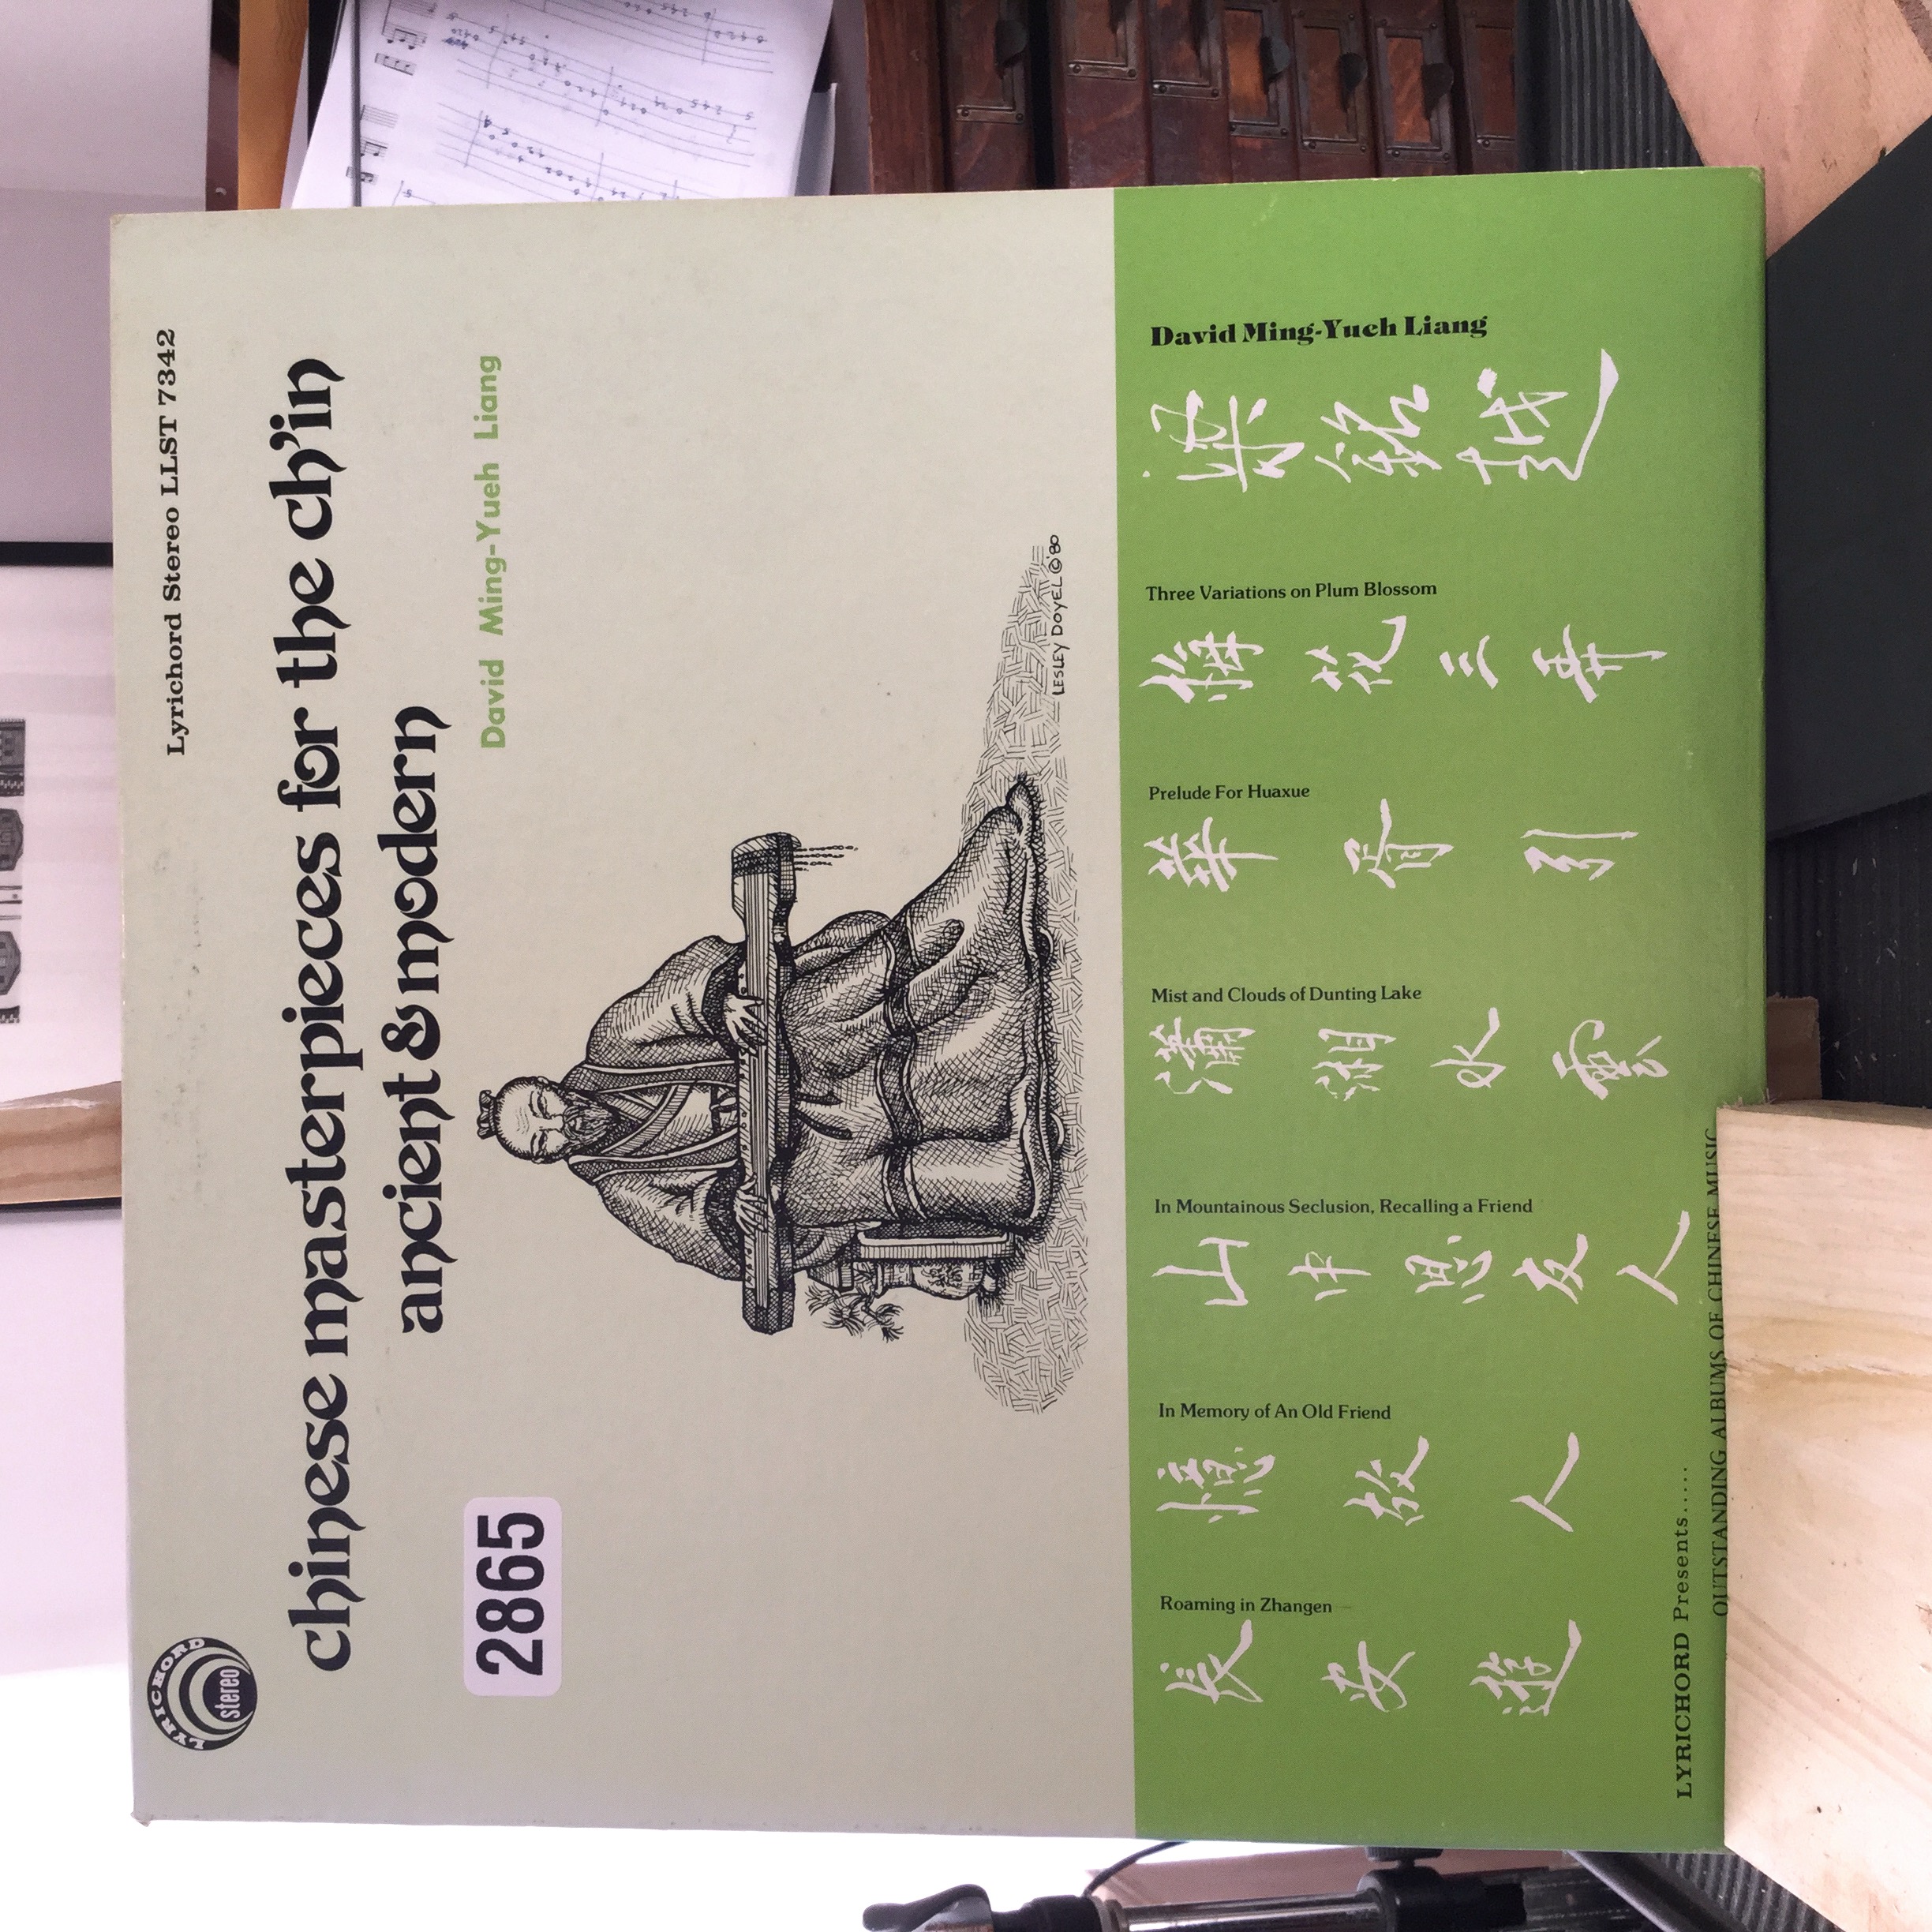 LYRICHORD
stereo
Lyrichord Stereo LLST 7342
chinese masterpieces for the ch'in
ancient & modern
2865
David Ming-Yueh Liang
LESLEY DOYEL © '80
Roaming in Zhangen
長安遊
In Memory of An Old Friend
憶故人
In Mountainous Seclusion, Recalling a Friend
山中思友人
Mist and Clouds of Dunting Lake
瀟湘水雲
Prelude For Huaxue
華胥引
Three Variations on Plum Blossom
梅花三弄
David Ming-Yueh Liang
梁銘越
LYRICHORD Presents.....
OUTSTANDING ALBUMS OF CHINESE MUSIC